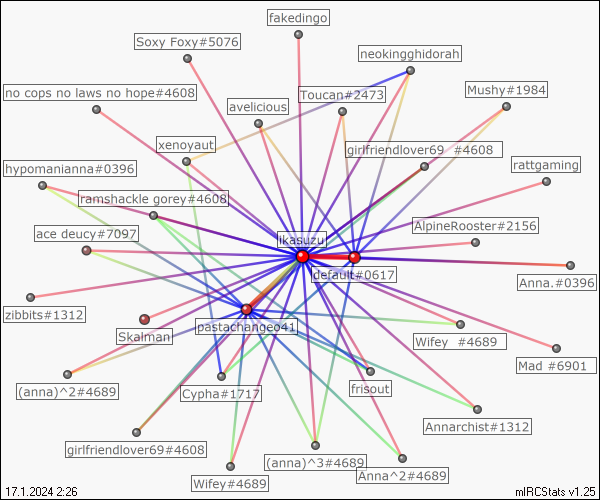 fakedingo
Soxy Foxy#5076
neokingghidorah
no cops no laws no hope#4608
Toucan#2473
Mushy#1984
avelicious
xenoyaut
girlfriendlover69 #4608
hypomanianna#0396
rattgaming
ramshackle gorey#4608
AlpineRooster#2156
ace deucy#7097
ikasuzu
default#0617
Anna.#0396
zibbits#1312
Skalman
pastachangeo41
Wifey #4689
Mad #6901
(anna)^2#4689
Cypha#1717
frisout
Annarchist#1312
girlfriendlover69#4608
(anna)^3#4689
Anna^2#4689
Wifey#4689
17.1.2024 2:26
mIRCStats v1.25